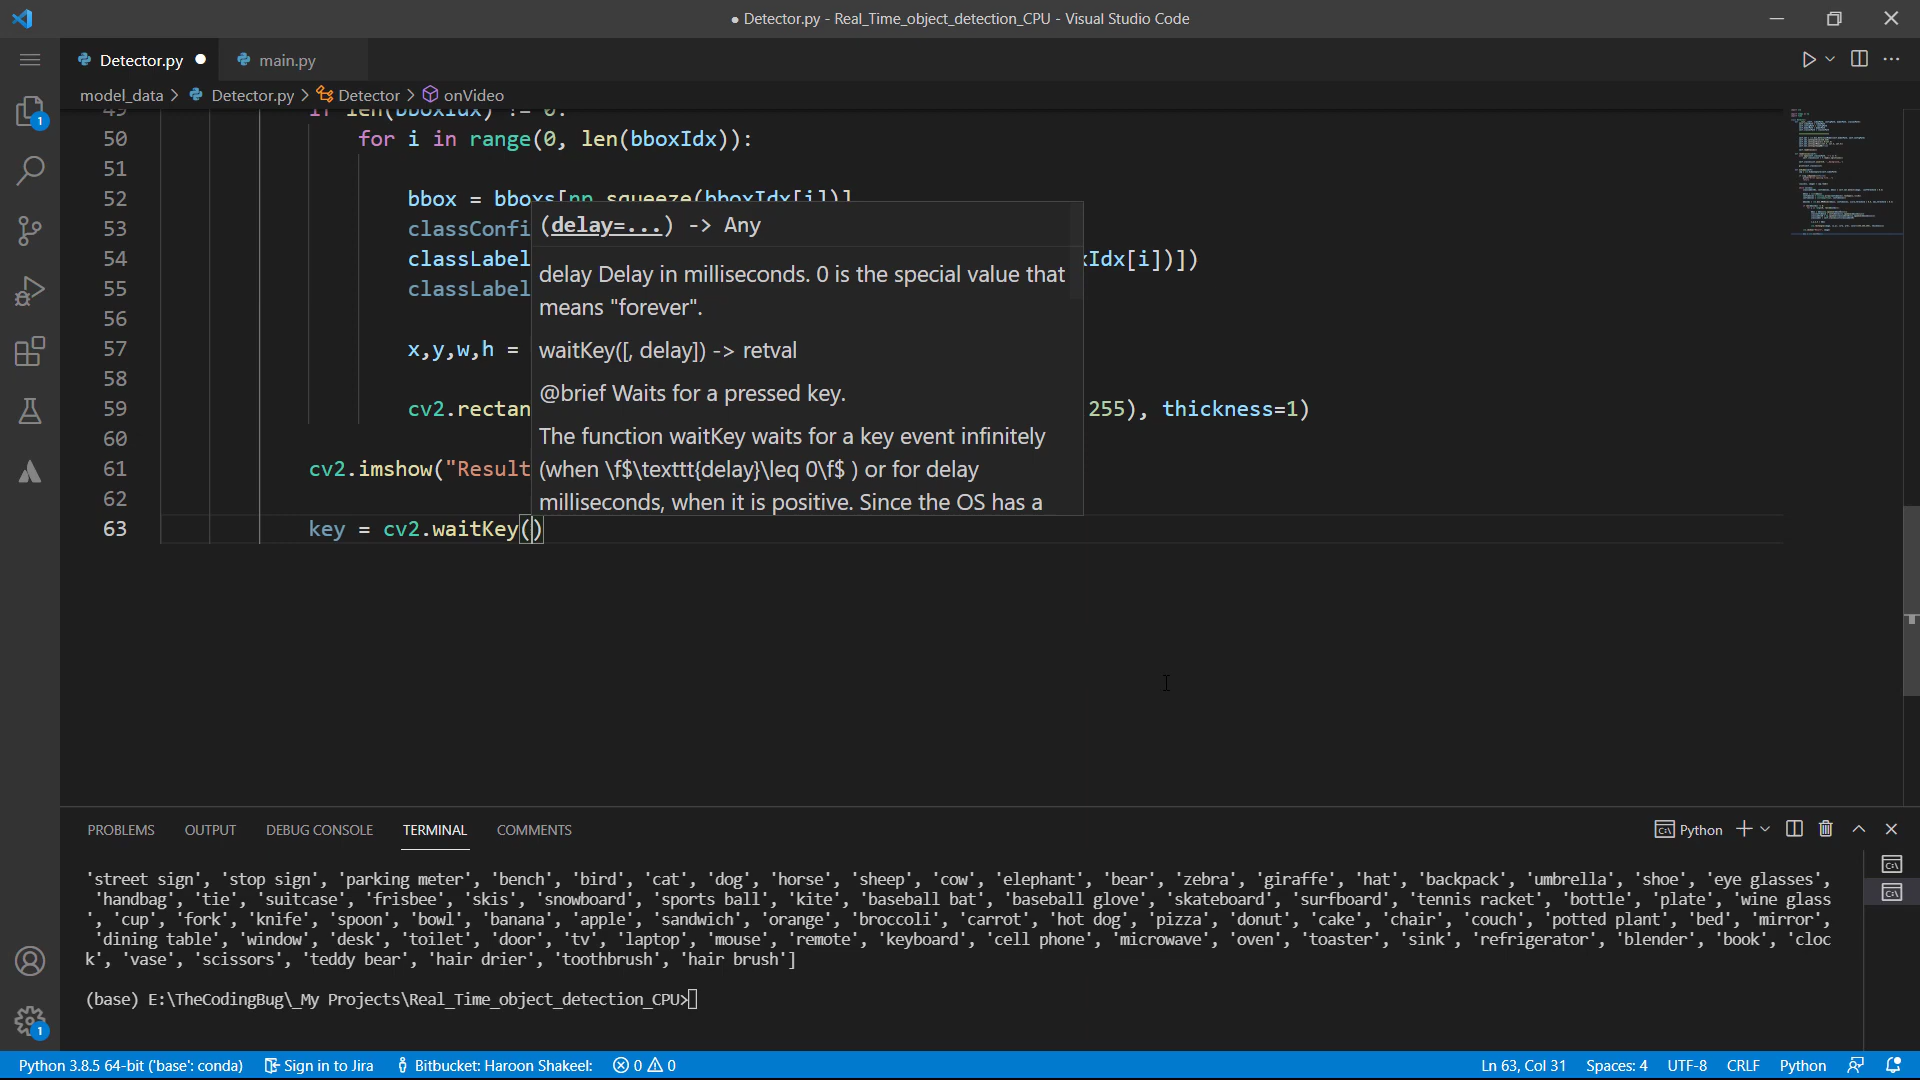 ● Detector.py - Real_Time_object_detection_CPU - Visual Studio Code
Detector.py
main.py
model_data > Detector.py > Detector > onVideo
49 if len(bboxIdx) != 0:
50 for i in range(0, len(bboxIdx)):
51
52 bbox = bboxs[np.squeeze(bboxIdx[i])]
53 classConfi
54 classLabel Idx[i])])
55 classLabel
56
57 x,y,w,h =
58
59 cv2.rectan 255), thickness=1)
60
61 cv2.imshow("Result
62
63 key = cv2.waitKey()
(delay=...) -> Any
delay Delay in milliseconds. 0 is the special value that
means "forever".
waitKey([, delay]) -> retval
@brief Waits for a pressed key.
The function waitKey waits for a key event infinitely
(when \f$\texttt{delay}\leq 0\f$ ) or for delay
milliseconds, when it is positive. Since the OS has a
1
1
PROBLEMS OUTPUT DEBUG CONSOLE TERMINAL COMMENTS
Python
'street sign', 'stop sign', 'parking meter', 'bench', 'bird', 'cat', 'dog', 'horse', 'sheep', 'cow', 'elephant', 'bear', 'zebra', 'giraffe', 'hat', 'backpack', 'umbrella', 'shoe', 'eye glasses',
'handbag', 'tie', 'suitcase', 'frisbee', 'skis', 'snowboard', 'sports ball', 'kite', 'baseball bat', 'baseball glove', 'skateboard', 'surfboard', 'tennis racket', 'bottle', 'plate', 'wine glass
', 'cup', 'fork', 'knife', 'spoon', 'bowl', 'banana', 'apple', 'sandwich', 'orange', 'broccoli', 'carrot', 'hot dog', 'pizza', 'donut', 'cake', 'chair', 'couch', 'potted plant', 'bed', 'mirror',
'dining table', 'window', 'desk', 'toilet', 'door', 'tv', 'laptop', 'mouse', 'remote', 'keyboard', 'cell phone', 'microwave', 'oven', 'toaster', 'sink', 'refrigerator', 'blender', 'book', 'cloc
k', 'vase', 'scissors', 'teddy bear', 'hair drier', 'toothbrush', 'hair brush']
(base) E:\TheCodingBug\_My Projects\Real_Time_object_detection_CPU>
Python 3.8.5 64-bit ('base': conda) Sign in to Jira Bitbucket: Haroon Shakeel: 0 0 Ln 63, Col 31 Spaces: 4 UTF-8 CRLF Python